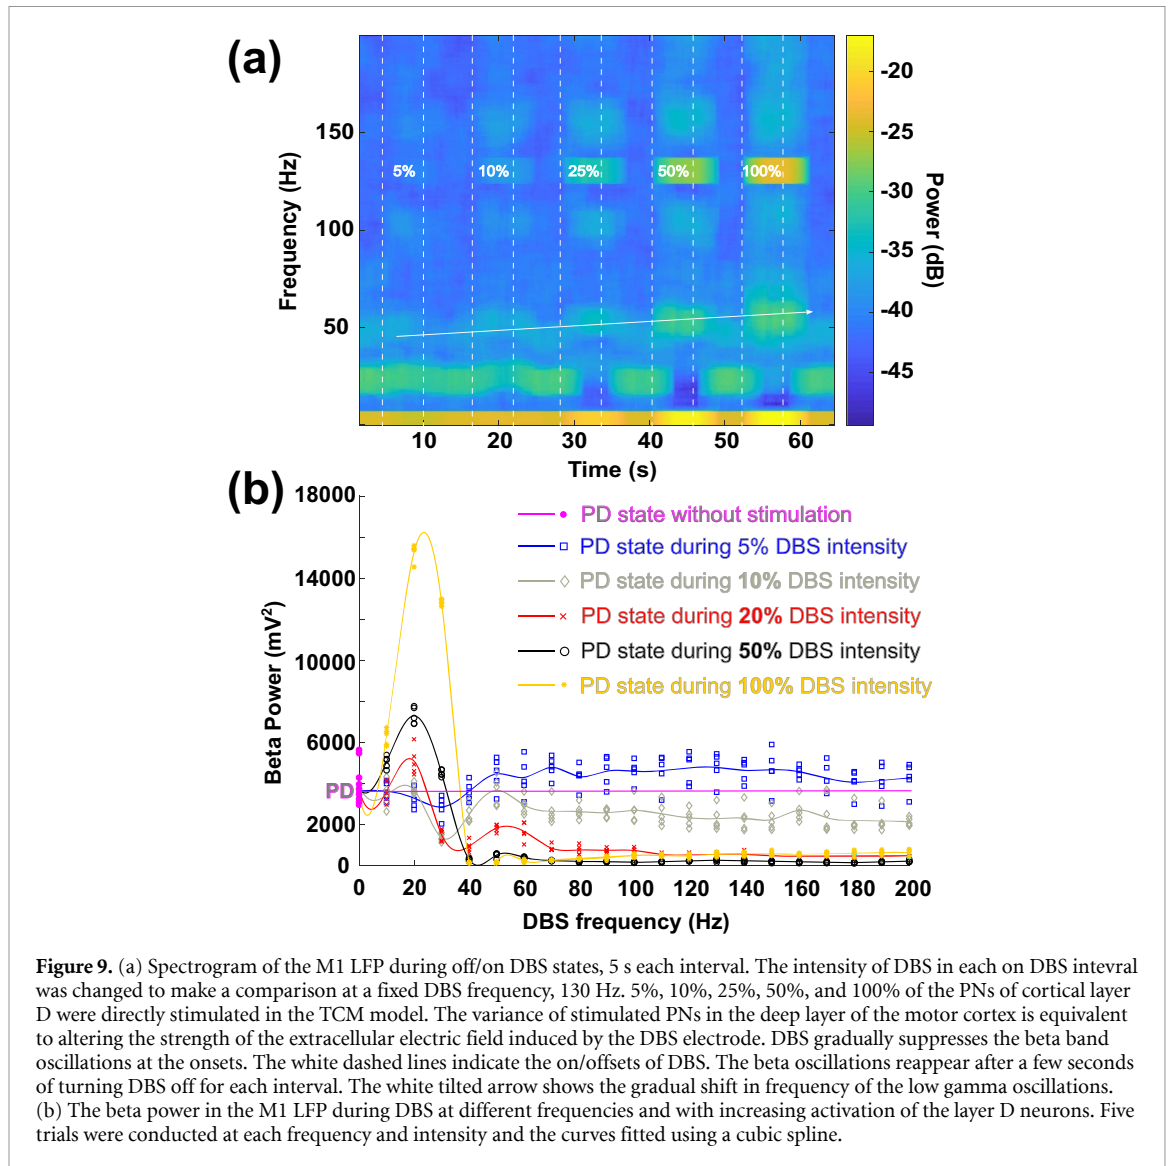 (a)
150
100
50
Frequency (Hz)
5%
10%
25%
50%
100%
10
20
30
40
50
60
Time (s)
-20
-25
-30
-35
-40
-45
Power (dB)
(b)
18000
14000
10000
6000
PD
2000
0
Beta Power (mV²)
PD state without stimulation
PD state during 5% DBS intensity
PD state during 10% DBS intensity
PD state during 20% DBS intensity
PD state during 50% DBS intensity
PD state during 100% DBS intensity
0 20 40 60 80 100 120 140 160 180 200
DBS frequency (Hz)
Figure 9. (a) Spectrogram of the M1 LFP during off/on DBS states, 5 s each interval. The intensity of DBS in each on DBS intevral
was changed to make a comparison at a fixed DBS frequency, 130 Hz. 5%, 10%, 25%, 50%, and 100% of the PNs of cortical layer
D were directly stimulated in the TCM model. The variance of stimulated PNs in the deep layer of the motor cortex is equivalent
to altering the strength of the extracellular electric field induced by the DBS electrode. DBS gradually suppresses the beta band
oscillations at the onsets. The white dashed lines indicate the on/offsets of DBS. The beta oscillations reappear after a few seconds
of turning DBS off for each interval. The white tilted arrow shows the gradual shift in frequency of the low gamma oscillations.
(b) The beta power in the M1 LFP during DBS at different frequencies and with increasing activation of the layer D neurons. Five
trials were conducted at each frequency and intensity and the curves fitted using a cubic spline.